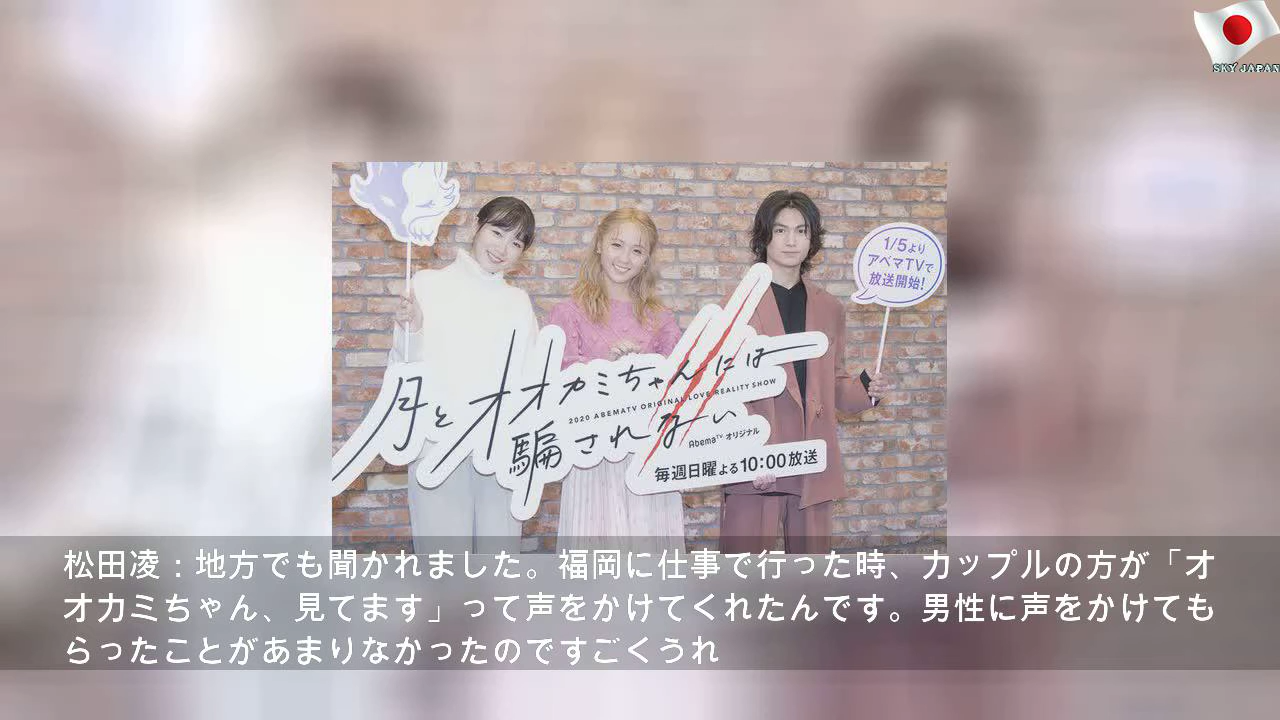 SKY JAPAN
1/5より
アベマTVで
放送開始!
月とオオカミちゃんには
2020 ABEMATV ORIGINAL LOVE REALITY SHOW
騙されない
AbemaTV オリジナル
毎週日曜よる10:00放送
松田凌：地方でも聞かれました。福岡に仕事で行った時、カップルの方が「オ
オカミちゃん、見てます」って声をかけてくれたんです。男性に声をかけても
らったことがあまりなかったのですごくうれ